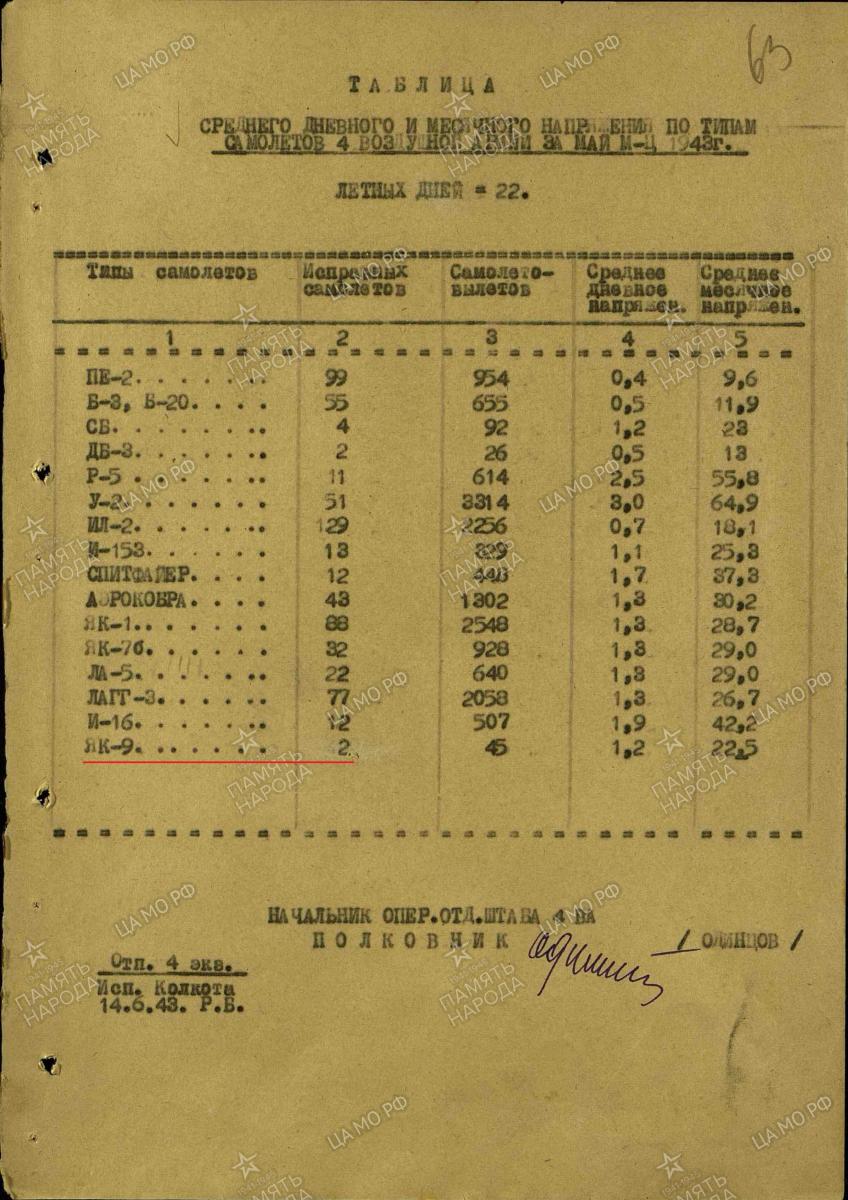 63
ТАБЛИЦА
СРЕДНЕГО ДНЕВНОГО И МЕСЯЧНОГО НАПРЯЖЕНИЯ ПО ТИПАМ
САМОЛЕТОВ 4 ВОЗДУШНОЙ АРМИИ ЗА МАЙ М-Ц 1943г.
ЛЕТНЫХ ДНЕЙ = 22.
Типы самолетов Исправных самолетов Самолето-вылетов Среднее дневное напряжен. Среднее месячное напряжен.
1 2 3 4 5
ПЕ-2. . . . . . . . 99 954 0,4 9,6
Б-3, Б-20. . . . 55 655 0,5 11,9
СБ. . . . . . . . . 4 92 1,2 23
ДБ-3. . . . . . . . 2 26 0,5 13
Р-5 . . . . . . . . 11 614 2,5 55,8
У-2. . . . . . . . 51 3314 3,0 64,9
ИЛ-2. . . . . . . 129 2256 0,7 18,1
И-153. . . . . . 13 329 1,1 25,3
СПИТФАЙЕР. . . . 12 448 1,7 37,3
АЭРОКОБРА. . . . 43 1302 1,3 30,2
ЯК-1. . . . . . . 88 2548 1,3 28,7
ЯК-7б. . . . . . 32 928 1,3 29,0
ЛА-5. . . . . . . 22 640 1,3 29,0
ЛАГГ-3. . . . . . 77 2058 1,3 26,7
И-16. . . . . . . 12 507 1,9 42,2
ЯК-9. . . . . . . 2 45 1,2 22,5
НАЧАЛЬНИК ОПЕР.ОТД.ШТАБА 4 ВА
ПОЛКОВНИК / ОДИНЦОВ /
Отп. 4 экз.
Исп. Колкота
14.6.43. Р.Б.
ПАМЯТЬ НАРОДА
ЦАМО РФ